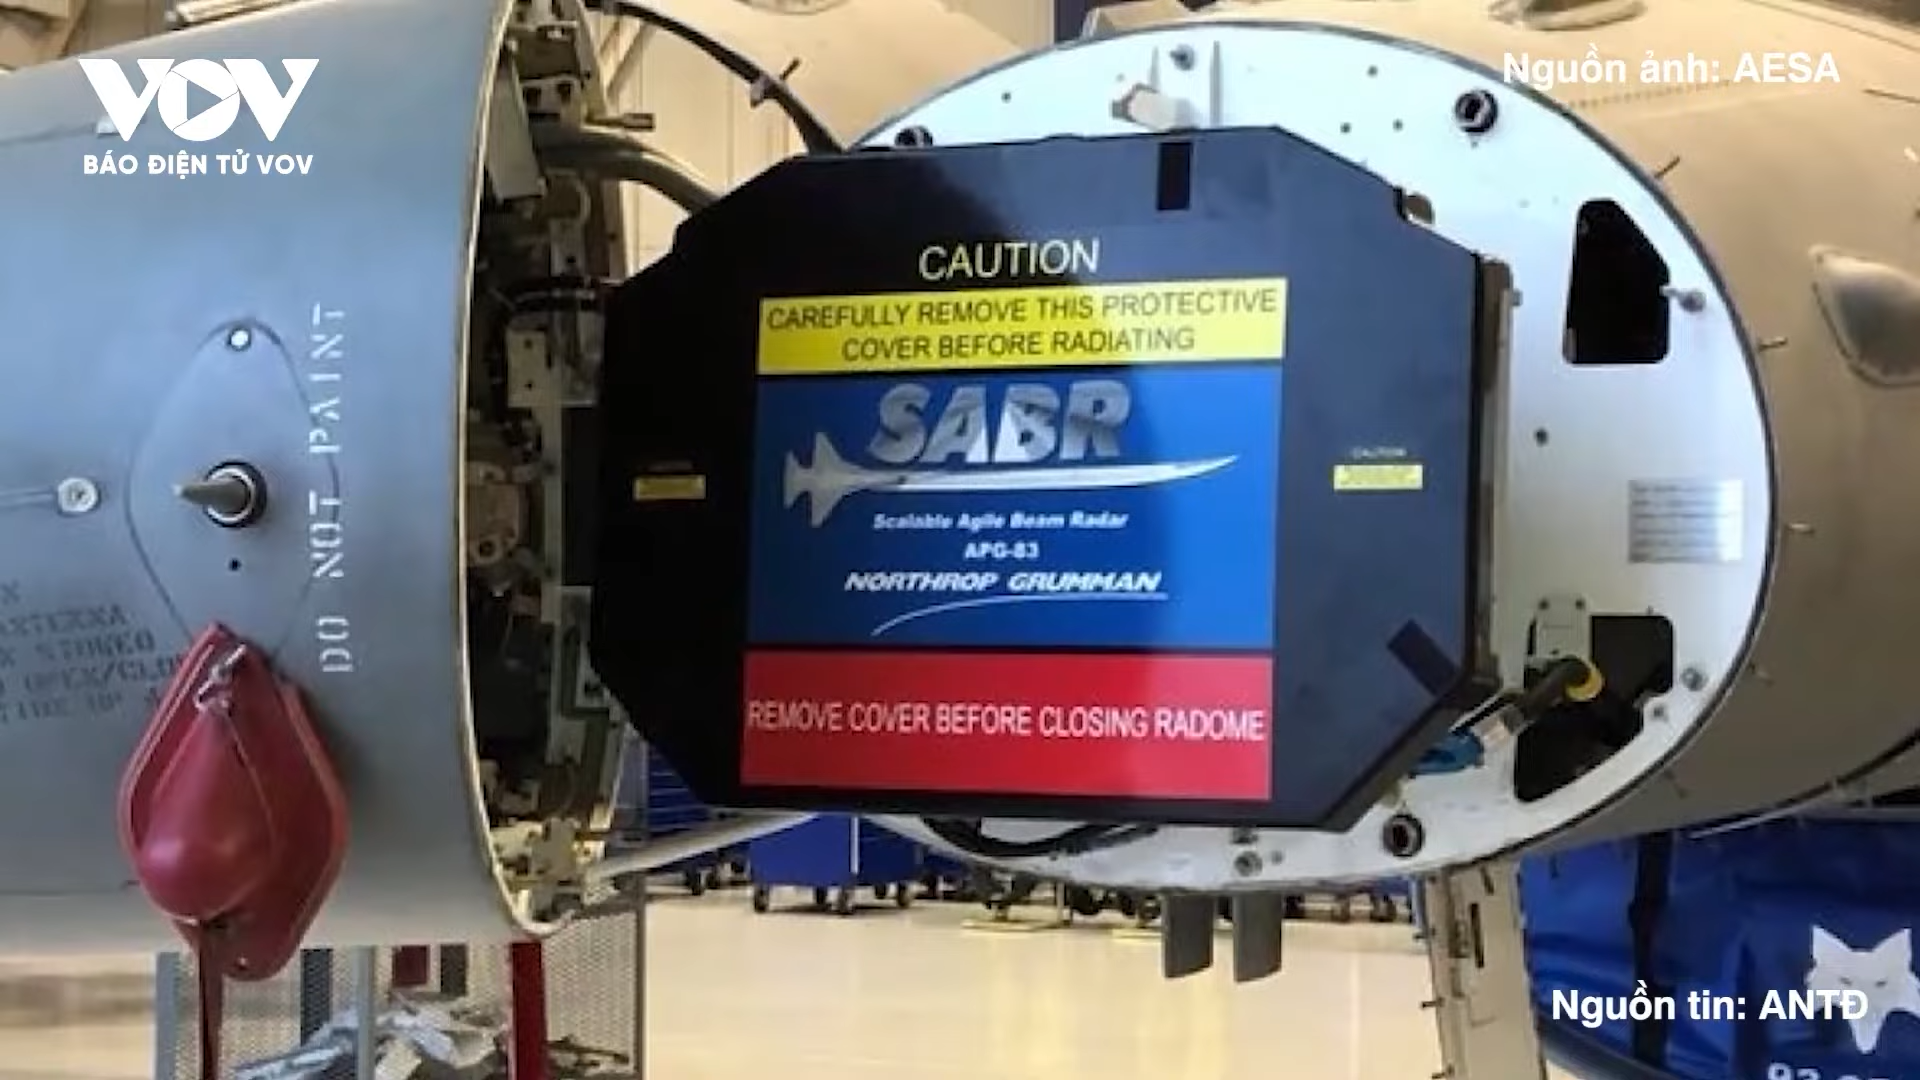 VOV
BÁO ĐIỆN TỬ VOV
Nguồn ảnh: AESA
CAUTION
CAREFULLY REMOVE THIS PROTECTIVE
COVER BEFORE RADIATING
SABR
Scalable Agile Beam Radar
APG-83
NORTHROP GRUMMAN
REMOVE COVER BEFORE CLOSING RADOME
DO NOT PAINT
CAUTION
Nguồn tin: ANTĐ